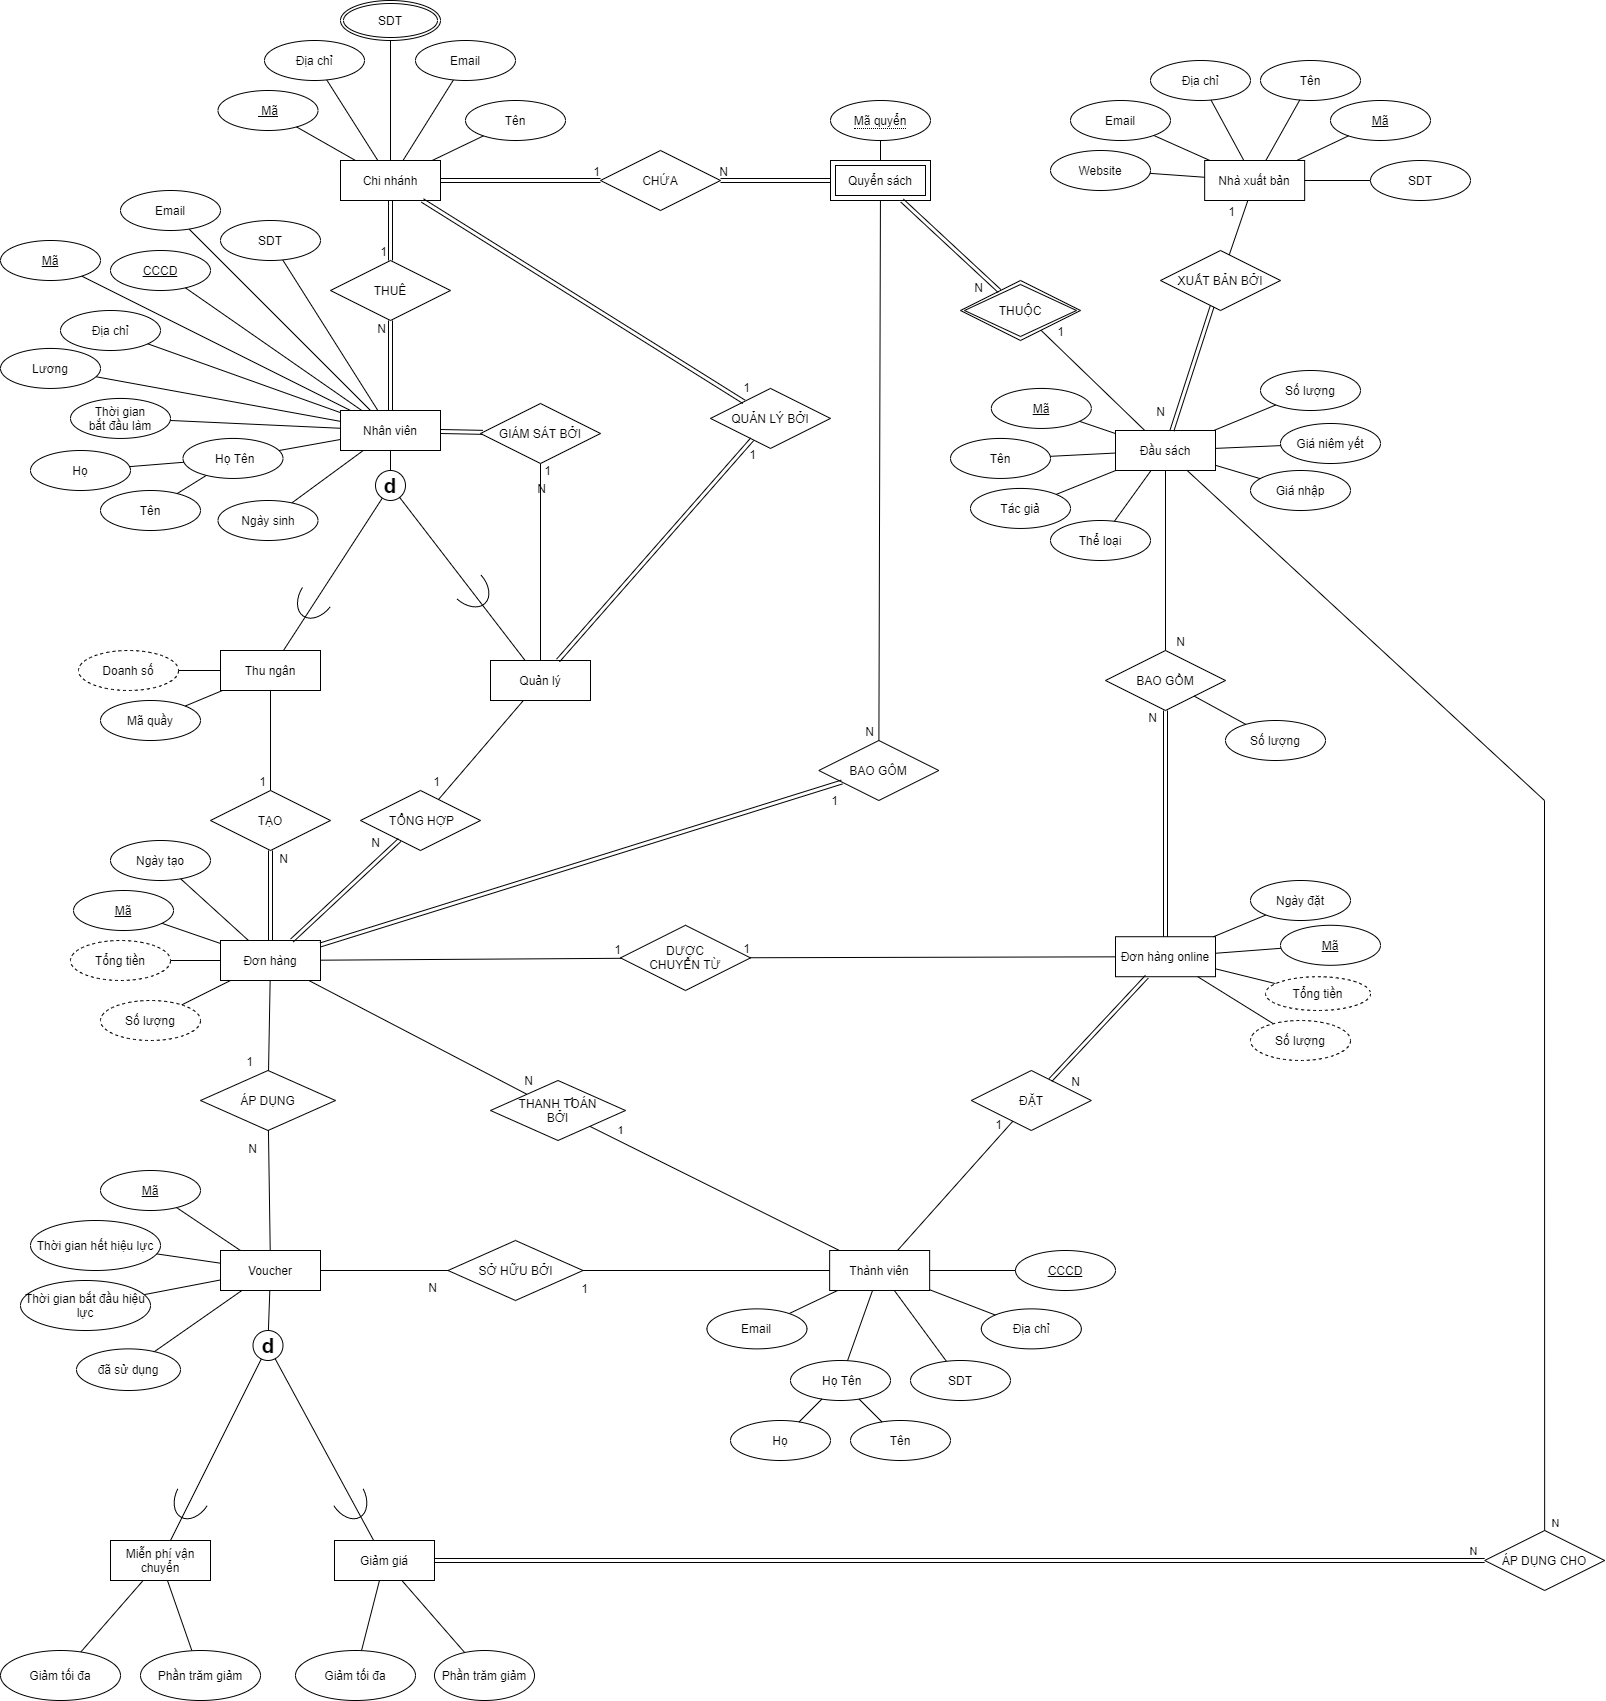 SDT
Địa chỉ
Email
Mã
Tên
Chi nhánh
1
CHỨA
N
Mã quyển
Quyển sách
Địa chỉ
Tên
Email
Mã
Website
Nhà xuất bản
SDT
1
XUẤT BẢN BỞI
N
Email
SDT
Mã
CCCD
Địa chỉ
Lương
Thời gian
bắt đầu làm
Họ Tên
Họ
Tên
Ngày sinh
1
THUÊ
N
Nhân viên
d
GIÁM SÁT BỞI
1
N
1
QUẢN LÝ BỞI
1
N
THUỘC
1
Mã
Tên
Tác giả
Thể loại
Đầu sách
Số lượng
Giá niêm yết
Giá nhập
Doanh số
Thu ngân
Mã quầy
Quản lý
N
BAO GỒM
N
Số lượng
N
BAO GÔM
1
1
TẠO
N
1
TỔNG HỢP
N
Ngày tạo
Mã
Tổng tiền
Số lượng
Đơn hàng
1
DƯỢC
CHUYỂN TỪ
1
Đơn hàng online
Ngày đặt
Mã
Tổng tiền
Số lượng
1
ÁP DỤNG
N
N
THANH TOÁN
BỞI
1
N
ĐẶT
1
Mã
Thời gian hết hiệu lực
Thời gian bắt đầu hiệu
lực
đã sử dụng
Voucher
N
SỞ HỮU BỞI
1
Thành viên
CCCD
Email
Địa chỉ
Họ Tên
SDT
Họ
Tên
d
Miễn phí vận
chuyển
Giảm giá
N
N
ÁP DỤNG CHO
Giảm tối đa
Phần trăm giảm
Giảm tối đa
Phần trăm giảm